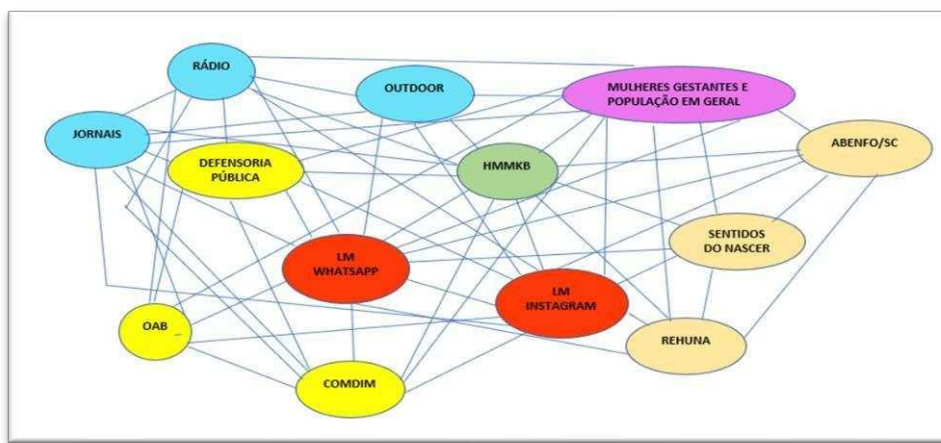 RÁDIO
OUTDOOR
MULHERES GESTANTES E
POPULAÇÃO EM GERAL
JORNAIS
ABENFO/SC
DEFENSORIA
PÚBLICA
HMMKB
SENTIDOS
DO NASCER
LM
WHATSAPP
LM
INSTAGRAM
OAB
REHUNA
COMDIM